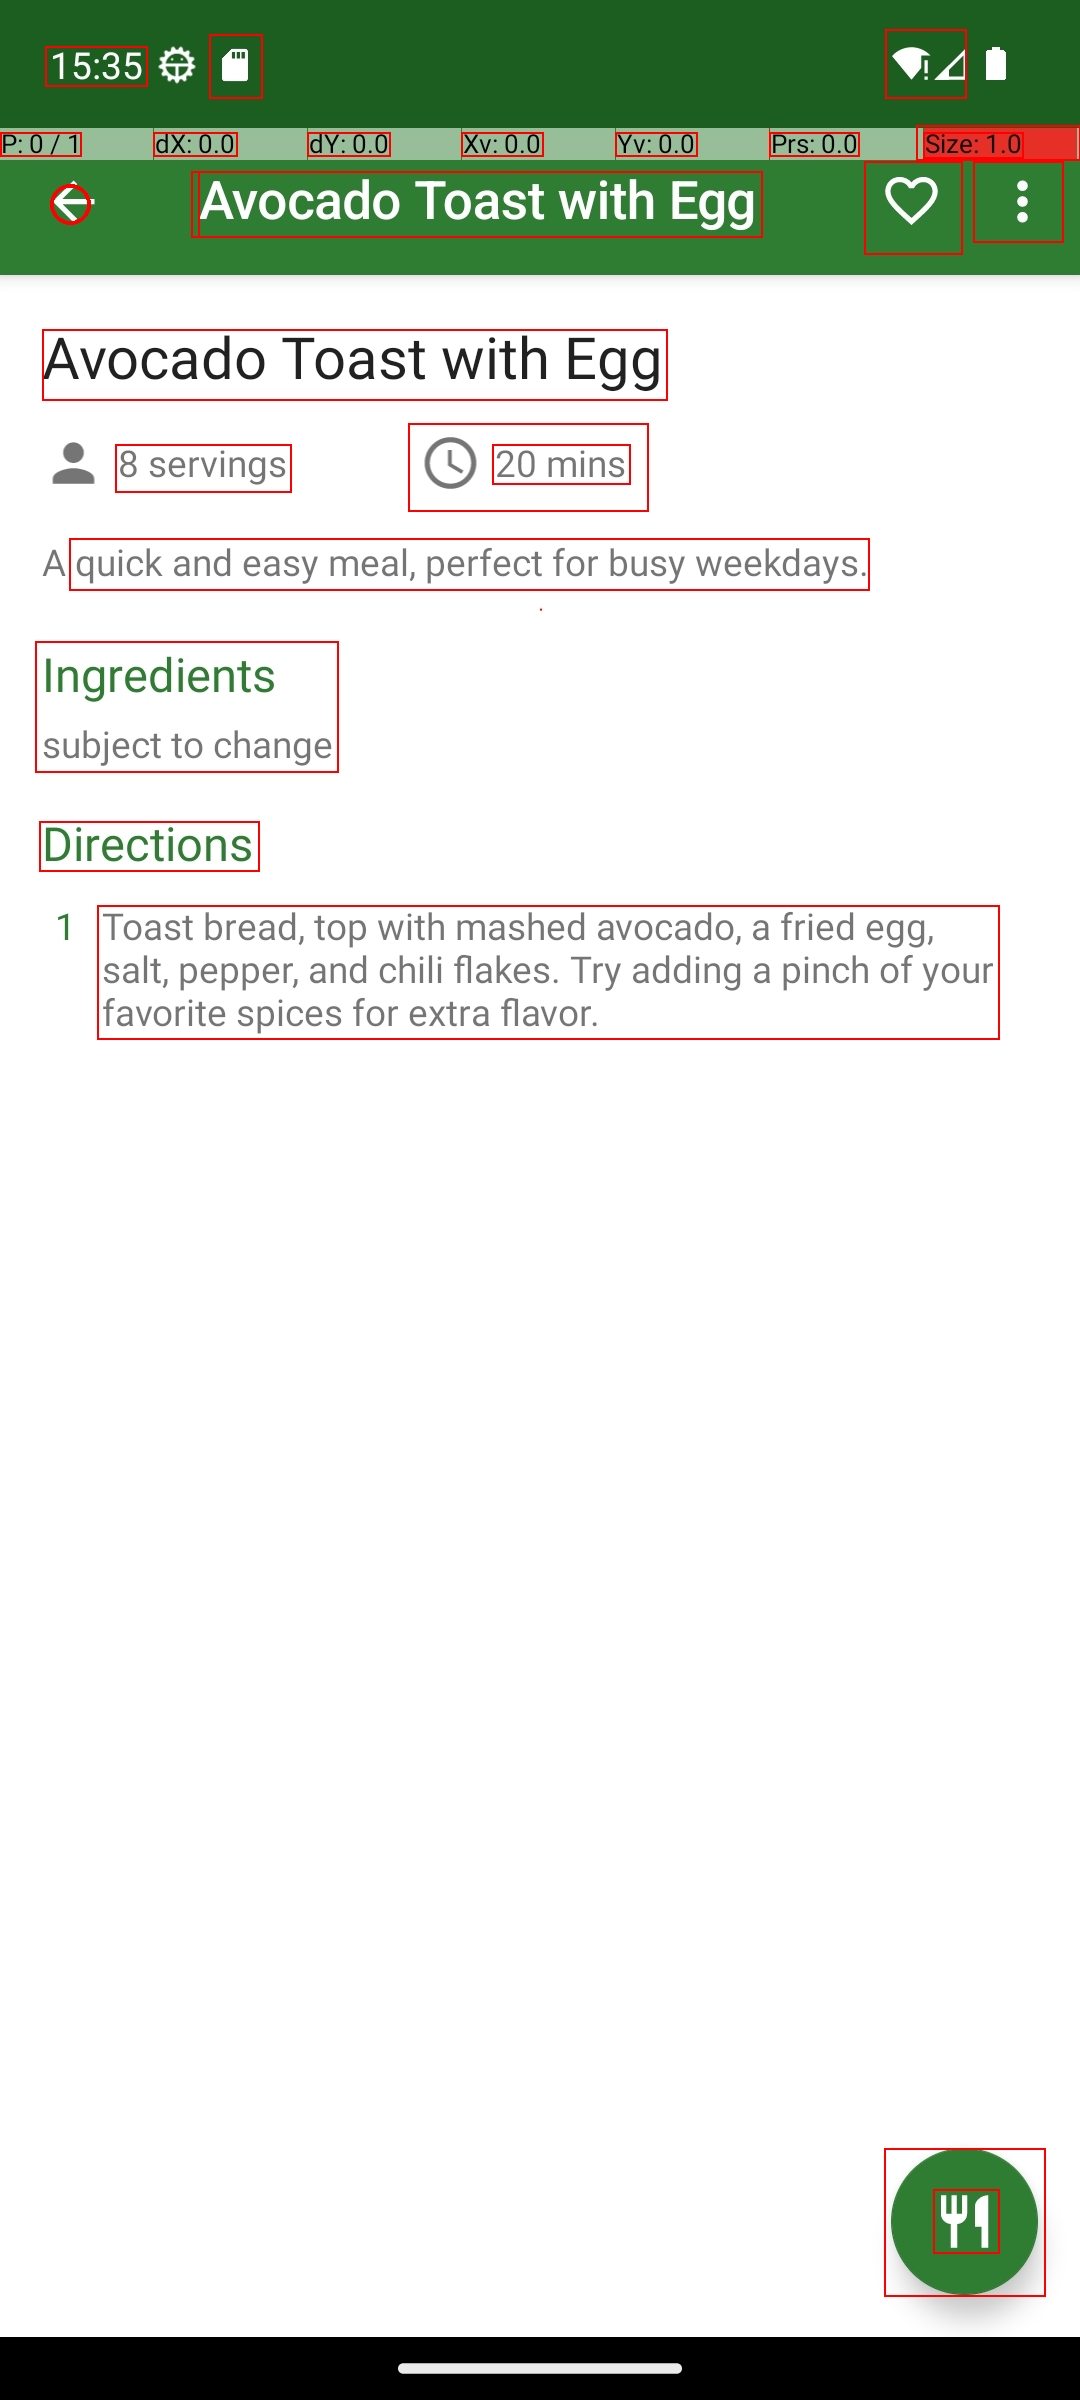 15:35
P: 0 / 1 dX: 0.0 dY: 0.0 Xv: 0.0 Yv: 0.0 Prs: 0.0 Size: 1.0
Avocado Toast with Egg
Avocado Toast with Egg
8 servings 20 mins
A quick and easy meal, perfect for busy weekdays.
Ingredients
subject to change
Directions
1 Toast bread, top with mashed avocado, a fried egg,
salt, pepper, and chili flakes. Try adding a pinch of your
favorite spices for extra flavor.